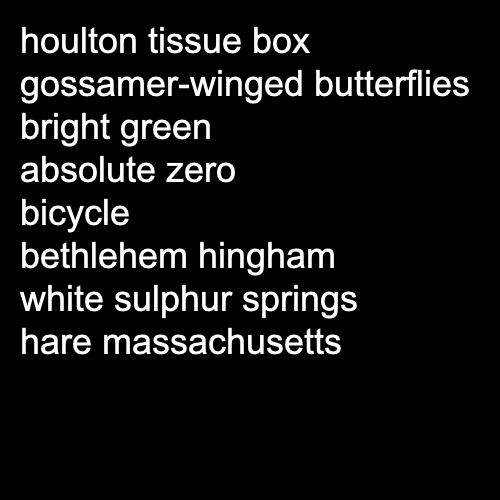 houlton tissue box
gossamer-winged butterflies
bright green
absolute zero
bicycle
bethlehem hingham
white sulphur springs
hare massachusetts